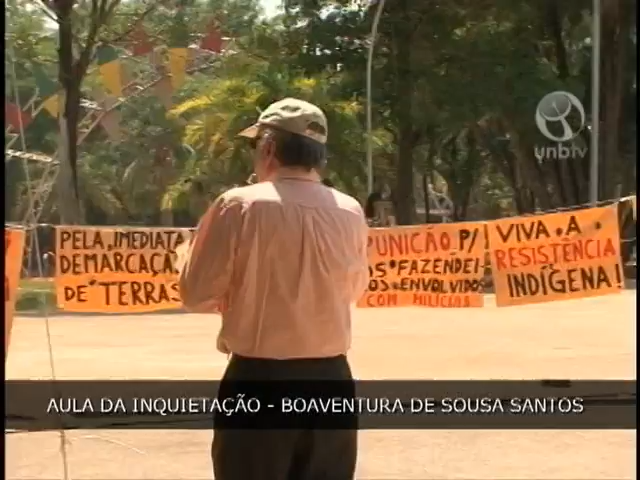 unbtv
PELA IMEDIATA
DEMARCAÇÃ
DE TERRAS
PUNIÇÃO P/
OS FAZENDEI
ENVOLVIDOS
COM MILÍCIAS
VIVA A
RESISTÊNCIA
INDÍGENA!
AULA DA INQUIETAÇÃO - BOAVENTURA DE SOUSA SANTOS